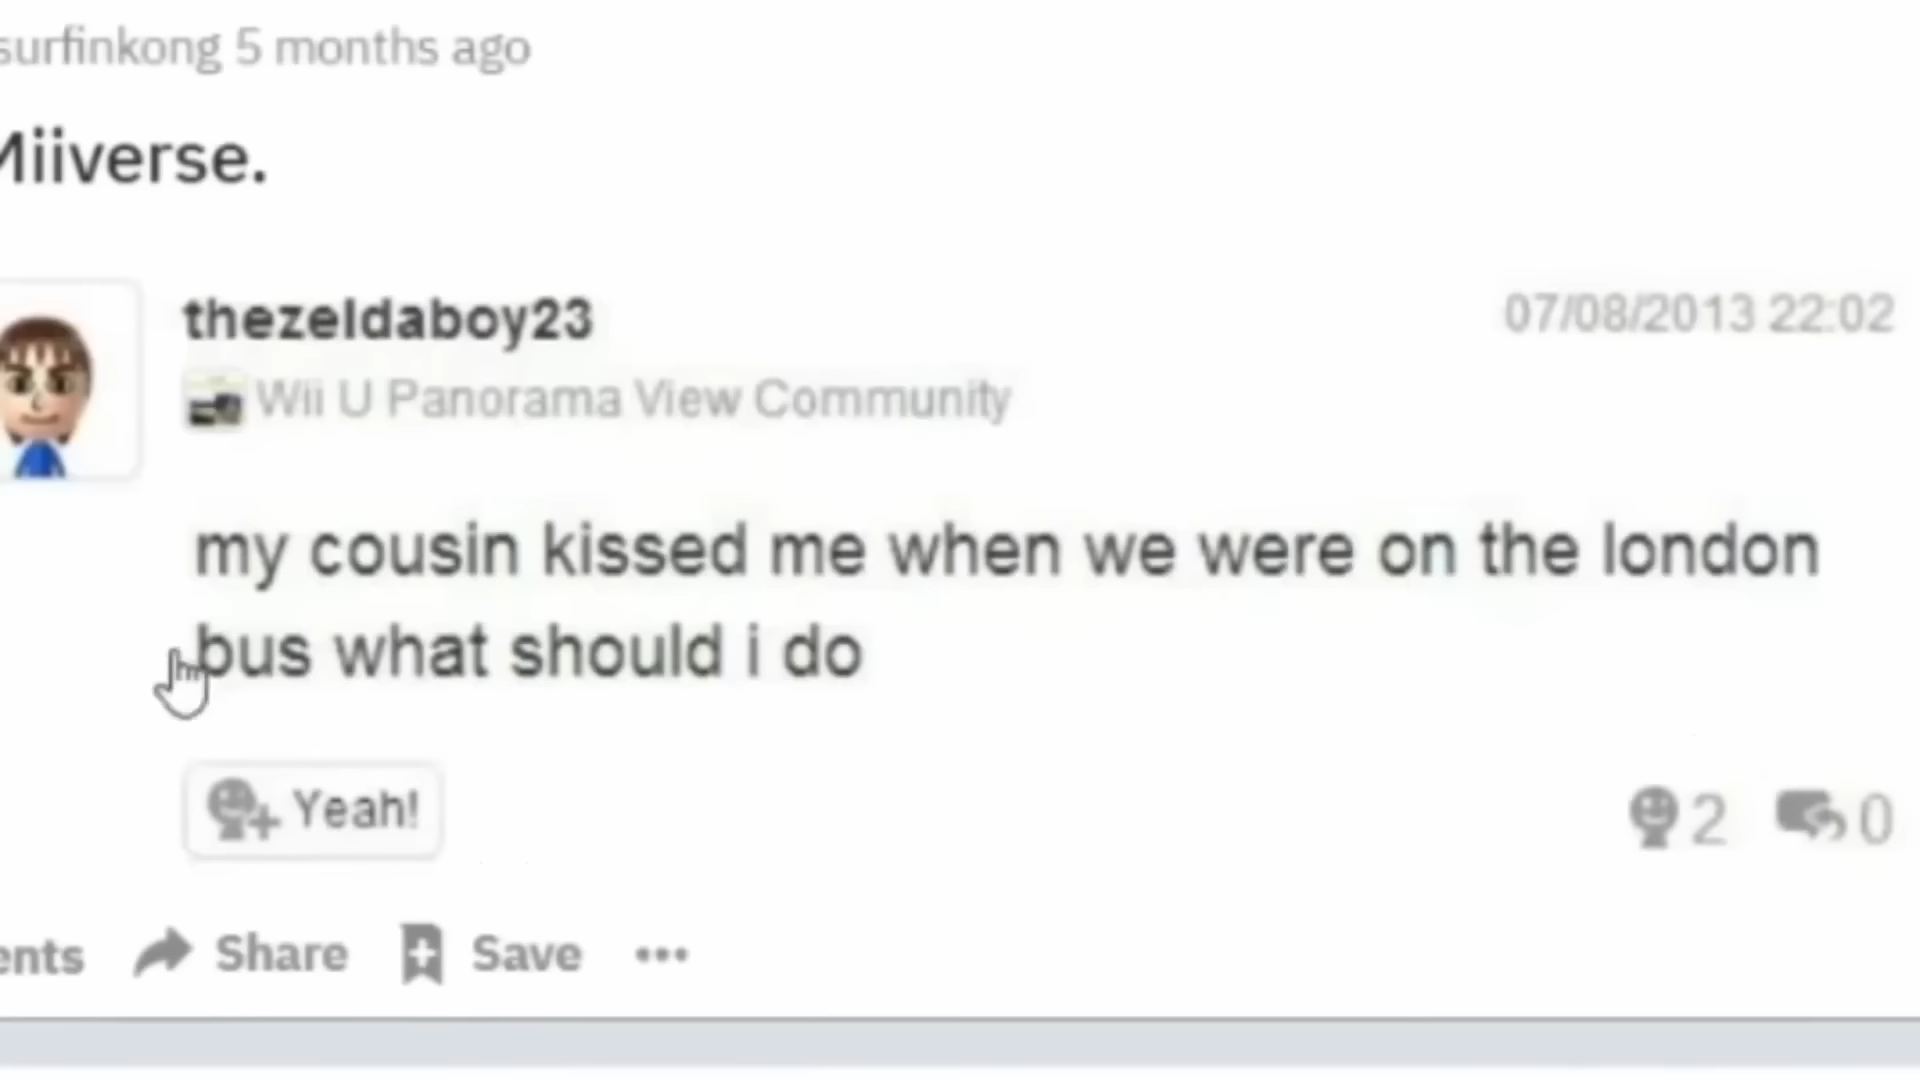 surfinkong 5 months ago
Miiverse.
thezeldaboy23
07/08/2013 22:02
Wii U Panorama View Community
my cousin kissed me when we were on the london
bus what should i do
Yeah!
2 0
ents Share Save